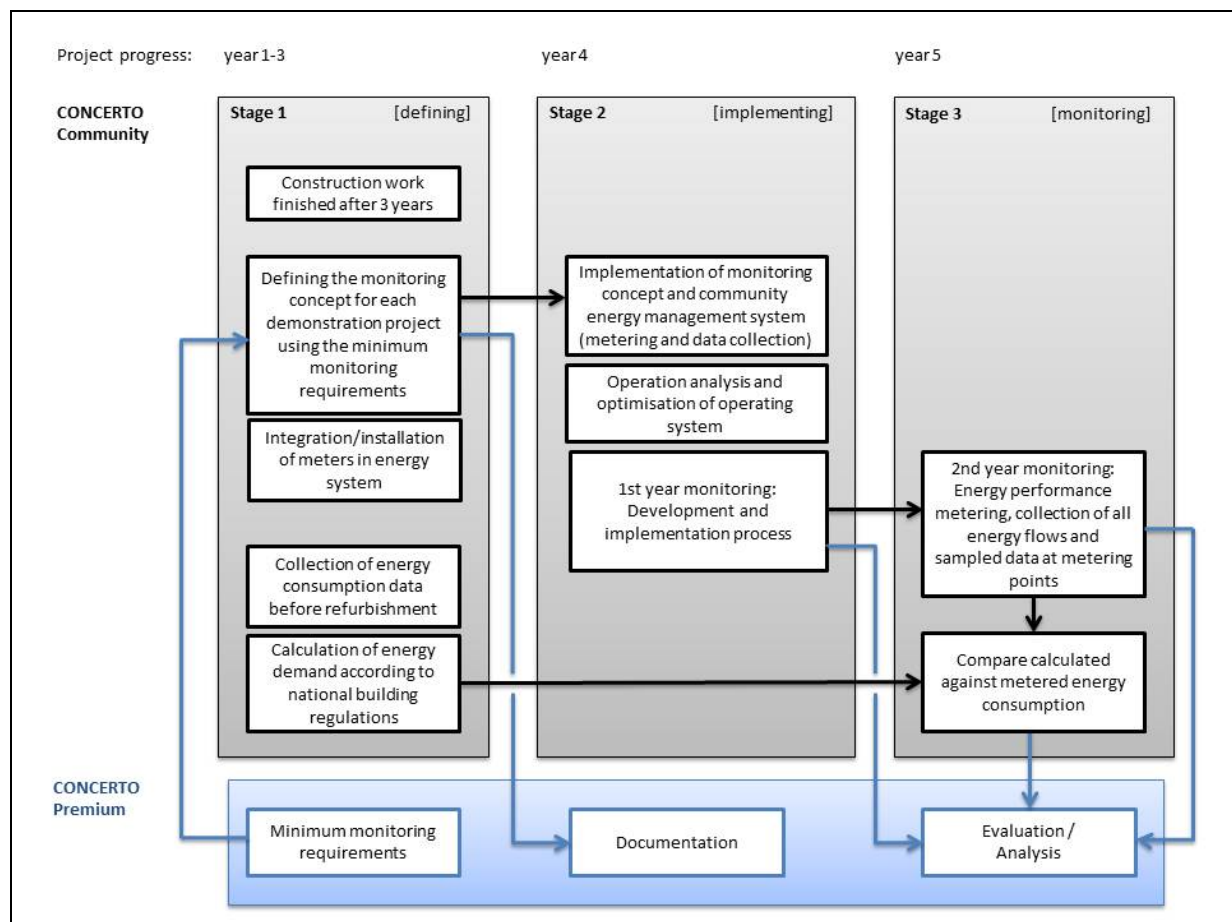 Project progress: year 1-3 year 4 year 5
CONCERTO
Community
Stage 1 [defining]
Construction work
finished after 3 years
Defining the monitoring
concept for each
demonstration project
using the minimum
monitoring
requirements
Integration/installation
of meters in energy
system
Collection of energy
consumption data
before refurbishment
Calculation of energy
demand according to
national building
regulations
Stage 2 [implementing]
Implementation of monitoring
concept and community
energy management system
(metering and data collection)
Operation analysis and
optimisation of operating
system
1st year monitoring:
Development and
implementation process
Stage 3 [monitoring]
2nd year monitoring:
Energy performance
metering, collection of all
energy flows and
sampled data at metering
points
Compare calculated
against metered energy
consumption
CONCERTO
Premium
Minimum monitoring
requirements
Documentation
Evaluation /
Analysis